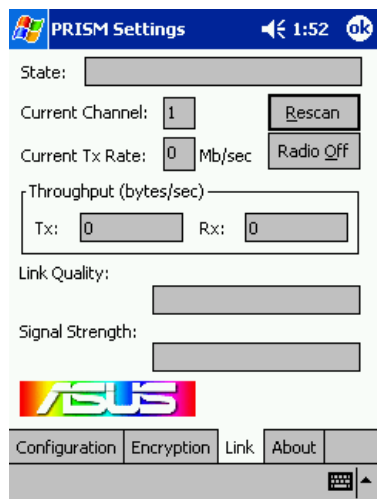 PRISM Settings 1:52 ok
State:
Current Channel: 1 Rescan
Current Tx Rate: 0 Mb/sec Radio Off
Throughput (bytes/sec)
Tx: 0 Rx: 0
Link Quality:
Signal Strength:
ASUS
Configuration Encryption Link About